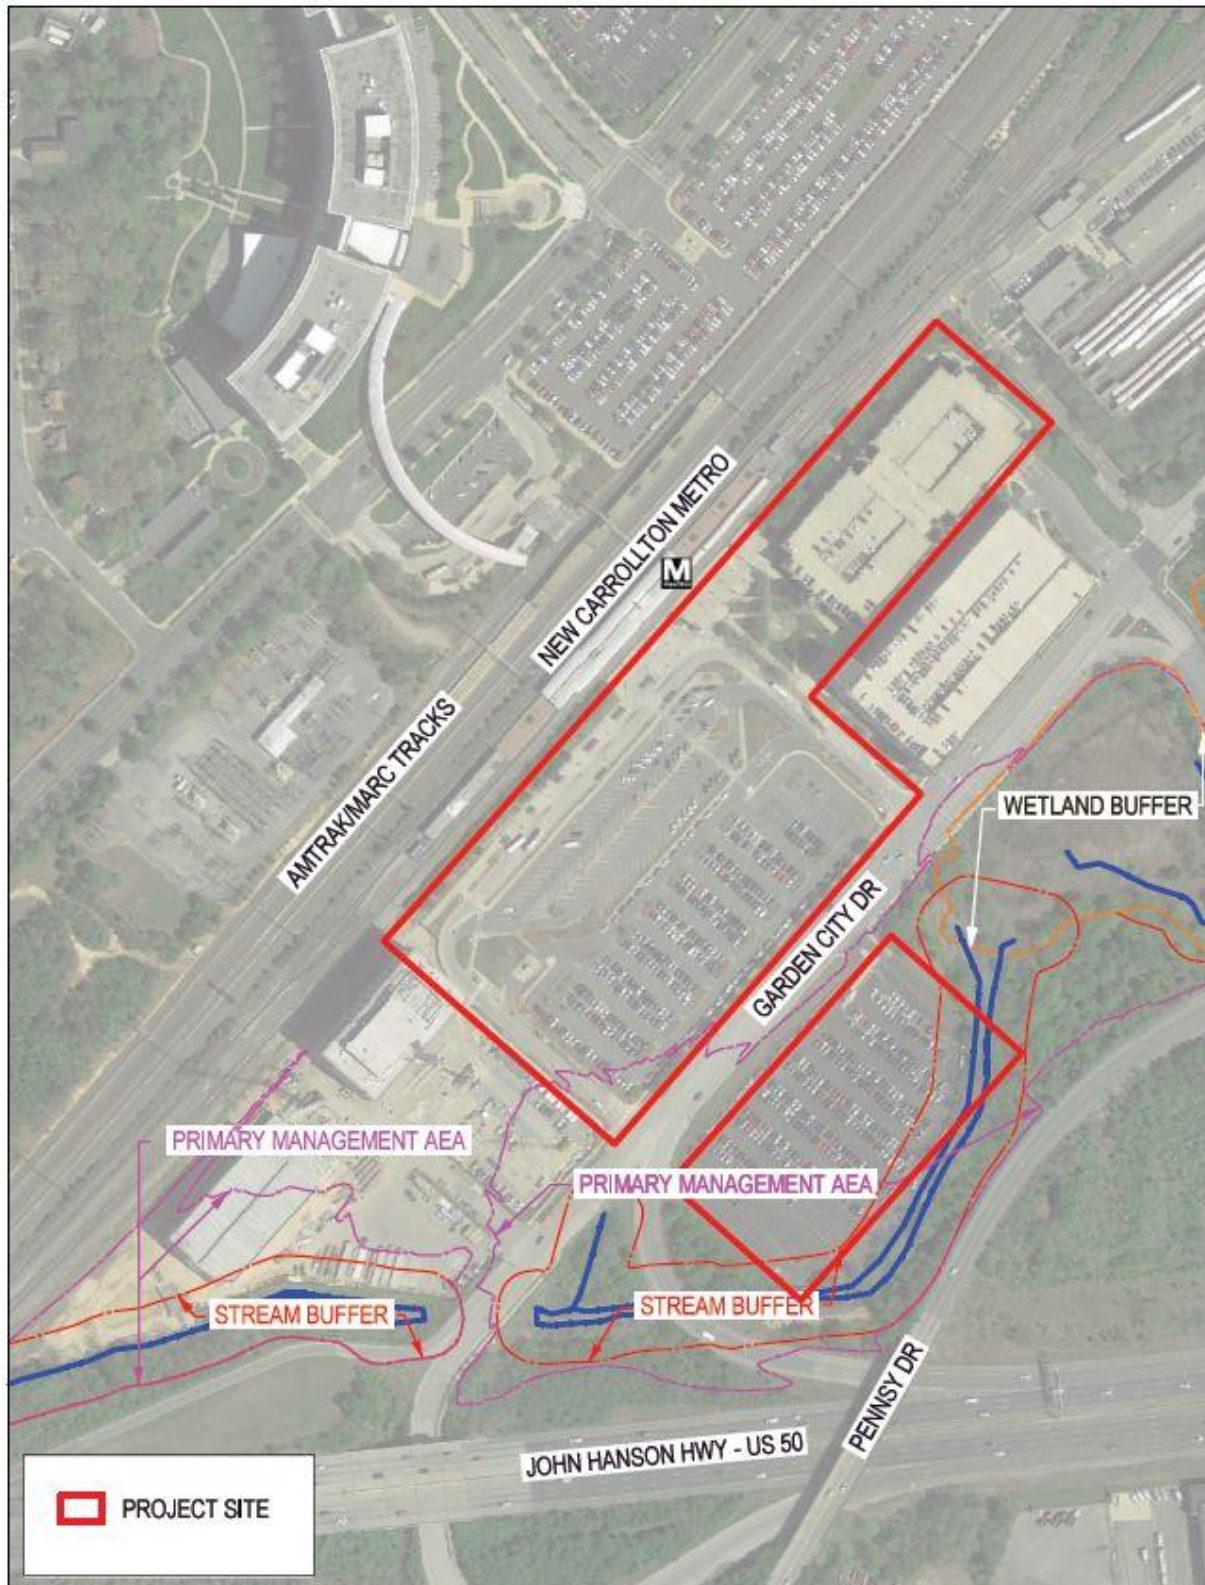 NEW CARROLLTON METRO
M
AMTRAK/MARC TRACKS
WETLAND BUFFER
GARDEN CITY DR
PRIMARY MANAGEMENT AEA
PRIMARY MANAGEMENT AEA
STREAM BUFFER
STREAM BUFFER
PENNSY DR
JOHN HANSON HWY - US 50
PROJECT SITE